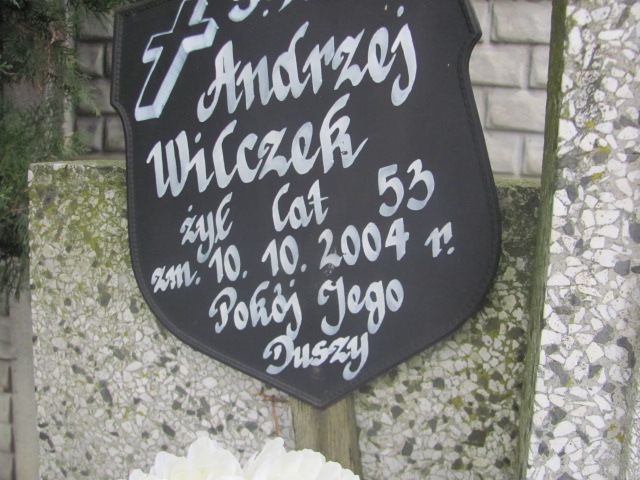 Andrzej
Wilczek
żył lat 53
zm. 10. 10. 2004 r.
Pokój Jego
Duszy